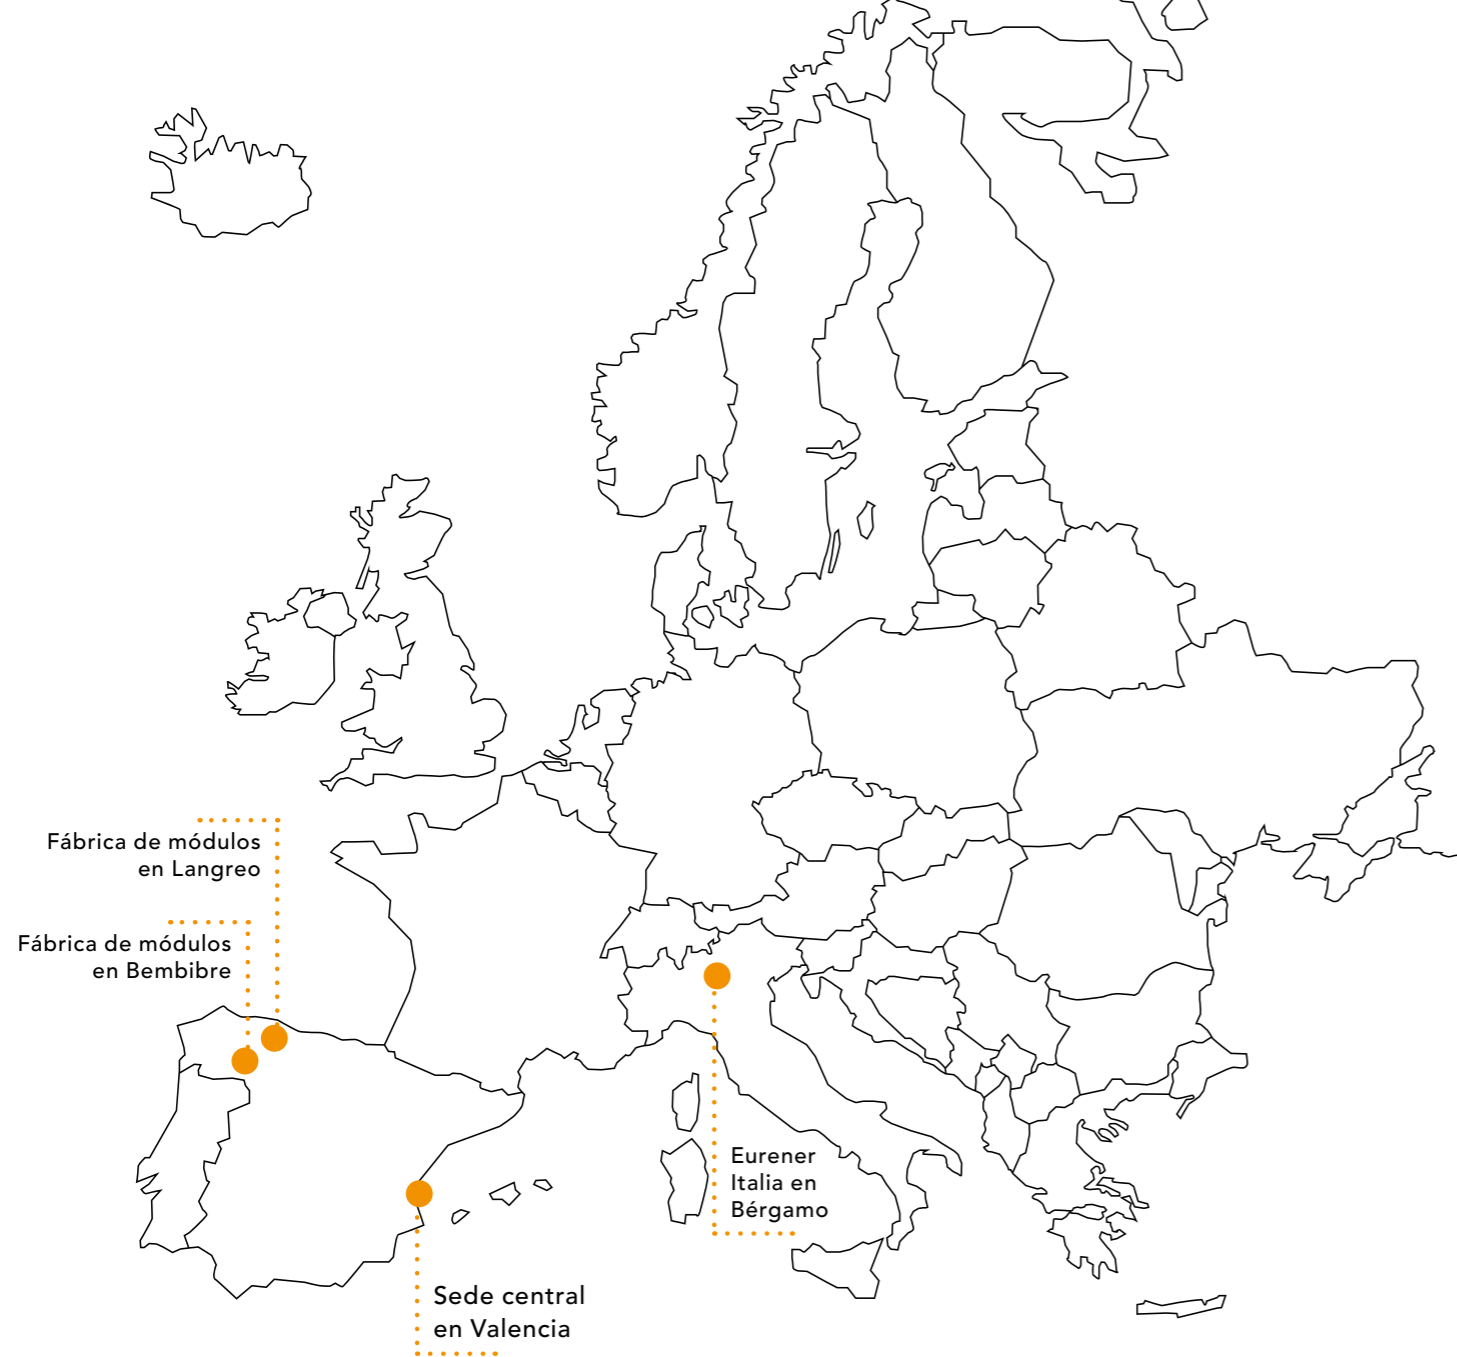 Fábrica de módulos
en Langreo
Fábrica de módulos
en Bembibre
Eurener
Italia en
Bérgamo
Sede central
en Valencia